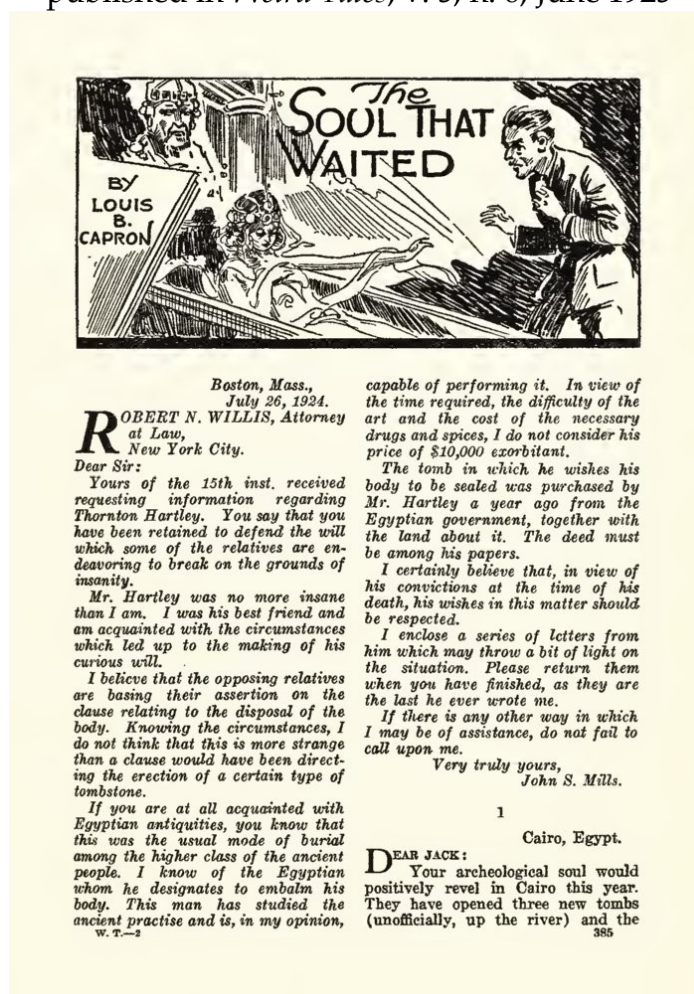 published in Weird Tales, v. 5, n. 6, June 1925
The
SOUL THAT
WAITED
BY
LOUIS
B.
CAPRON
Boston, Mass.,
July 26, 1924.
ROBERT N. WILLIS, Attorney
at Law,
New York City.
Dear Sir:
Yours of the 15th inst. received
requesting information regarding
Thornton Hartley. You say that you
have been retained to defend the will
which some of the relatives are en-
deavoring to break on the grounds of
insanity.
Mr. Hartley was no more insane
than I am. I was his best friend and
am acquainted with the circumstances
which led up to the making of his
curious will.
I believe that the opposing relatives
are basing their assertion on the
clause relating to the disposal of the
body. Knowing the circumstances, I
do not think that this is more strange
than a clause would have been direct-
ing the erection of a certain type of
tombstone.
If you are at all acquainted with
Egyptian antiquities, you know that
this was the usual mode of burial
among the higher class of the ancient
people. I know of the Egyptian
whom he designates to embalm his
body. This man has studied the
ancient practise and is, in my opinion,
W. T.—2
capable of performing it. In view of
the time required, the difficulty of the
art and the cost of the necessary
drugs and spices, I do not consider his
price of $10,000 exorbitant.
The tomb in which he wishes his
body to be sealed was purchased by
Mr. Hartley a year ago from the
Egyptian government, together with
the land about it. The deed must
be among his papers.
I certainly believe that, in view of
his convictions at the time of his
death, his wishes in this matter should
be respected.
I enclose a series of letters from
him which may throw a bit of light on
the situation. Please return them
when you have finished, as they are
the last he ever wrote me.
If there is any other way in which
I may be of assistance, do not fail to
call upon me.
Very truly yours,
John S. Mills.
1
Cairo, Egypt.
DEAR JACK:
Your archeological soul would
positively revel in Cairo this year.
They have opened three new tombs
(unofficially, up the river) and the
385